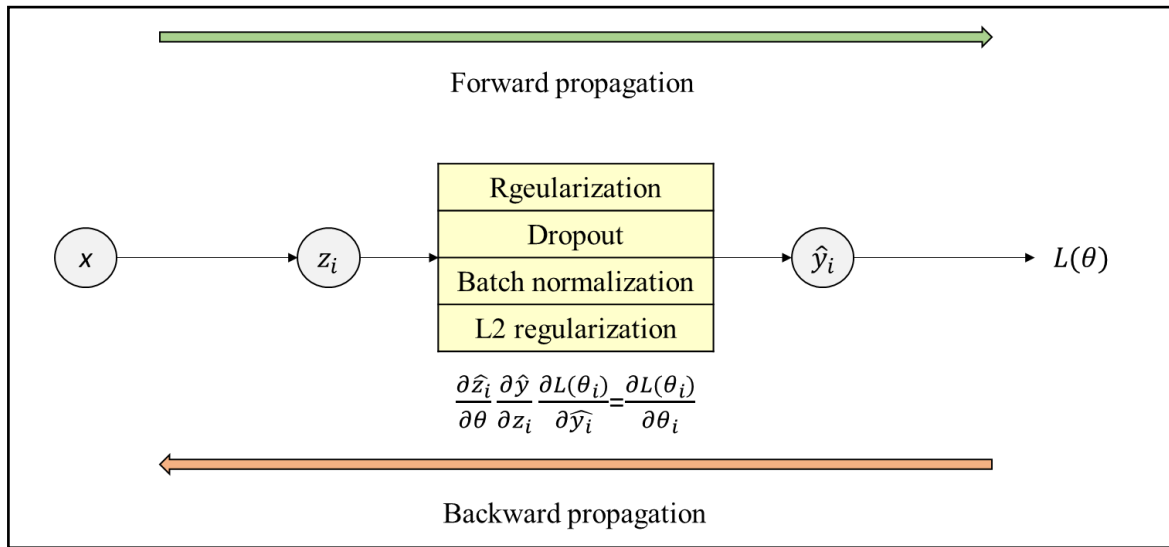 Forward propagation
Rgeularization
Dropout
x
z_i
ŷ_i
L(θ)
Batch normalization
L2 regularization
∂ẑ_i/∂θ ∂ŷ/∂z_i ∂L(θ_i)/∂ŷ_i=∂L(θ_i)/∂θ_i
Backward propagation